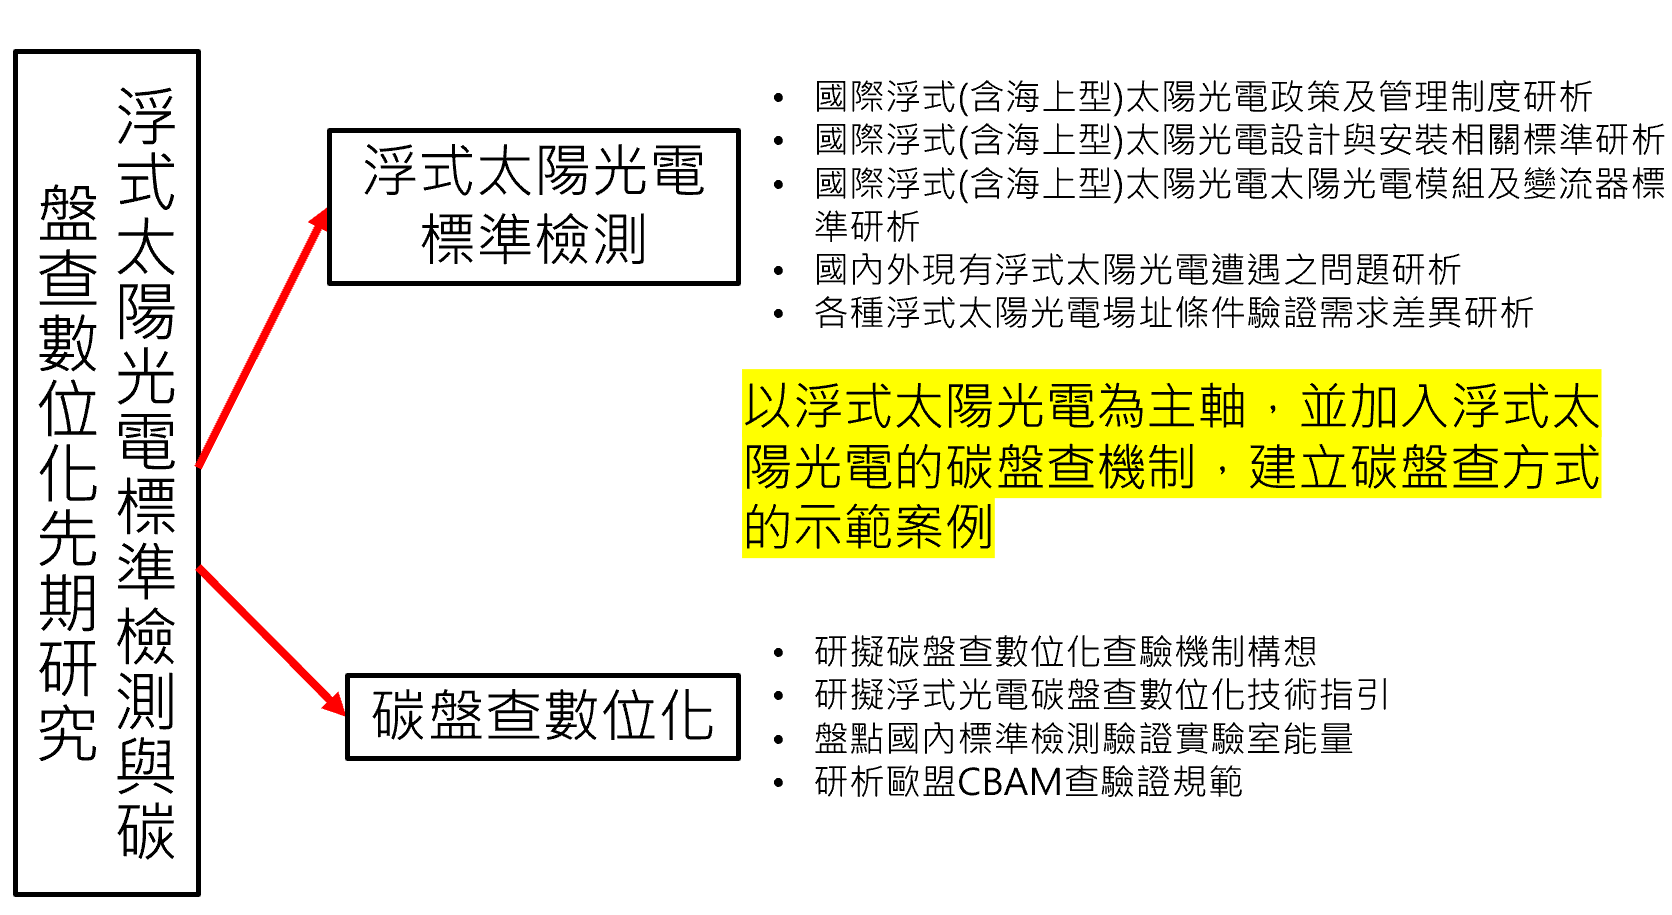 浮式太陽光電標準檢測與碳
盤查數位化先期研究
浮式太陽光電
標準檢測
• 國際浮式(含海上型)太陽光電政策及管理制度研析
• 國際浮式(含海上型)太陽光電設計與安裝相關標準研析
• 國際浮式(含海上型)太陽光電太陽光電模組及變流器標
準研析
• 國內外現有浮式太陽光電遭遇之問題研析
• 各種浮式太陽光電場址條件驗證需求差異研析
以浮式太陽光電為主軸，並加入浮式太
陽光電的碳盤查機制，建立碳盤查方式
的示範案例
碳盤查數位化
• 研擬碳盤查數位化查驗機制構想
• 研擬浮式光電碳盤查數位化技術指引
• 盤點國內標準檢測驗證實驗室能量
• 研析歐盟CBAM查驗證規範